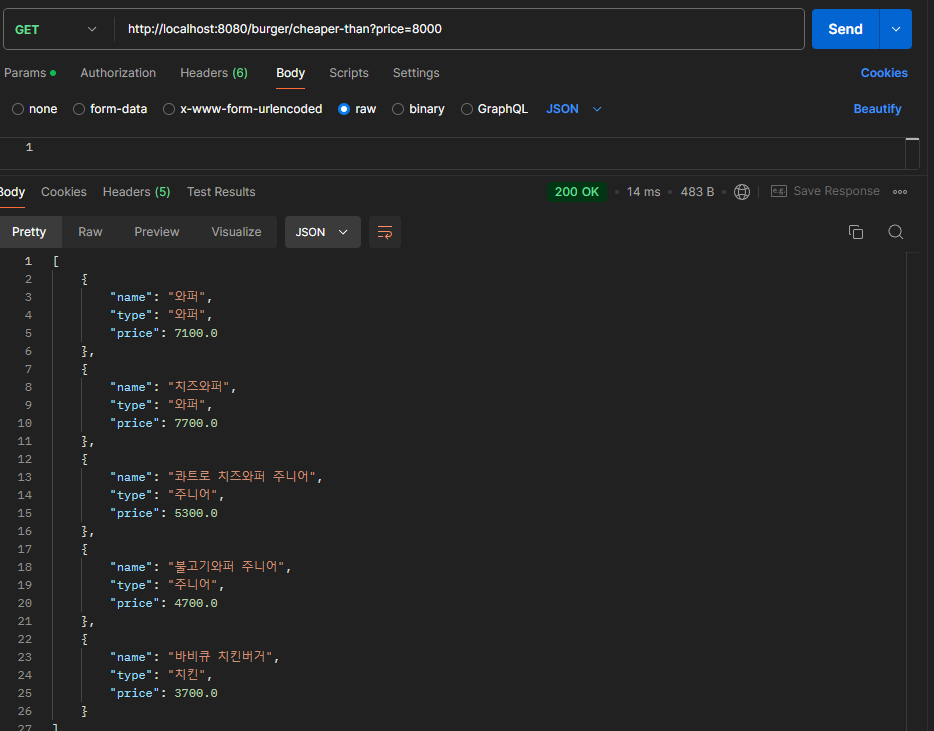 GET http://localhost:8080/burger/cheaper-than?price=8000 Send
Params Authorization Headers (6) Body Scripts Settings Cookies
none form-data x-www-form-urlencoded raw binary GraphQL JSON Beautify
1
Body Cookies Headers (5) Test Results 200 OK 14 ms 483 B e.g. Save Response
Pretty Raw Preview Visualize JSON
1 [
2 {
3 "name": "와퍼",
4 "type": "와퍼",
5 "price": 7100.0
6 },
7 {
8 "name": "치즈와퍼",
9 "type": "와퍼",
10 "price": 7700.0
11 },
12 {
13 "name": "콰트로 치즈와퍼 주니어",
14 "type": "주니어",
15 "price": 5300.0
16 },
17 {
18 "name": "불고기와퍼 주니어",
19 "type": "주니어",
20 "price": 4700.0
21 },
22 {
23 "name": "바비큐 치킨버거",
24 "type": "치킨",
25 "price": 3700.0
26 }
27 ]